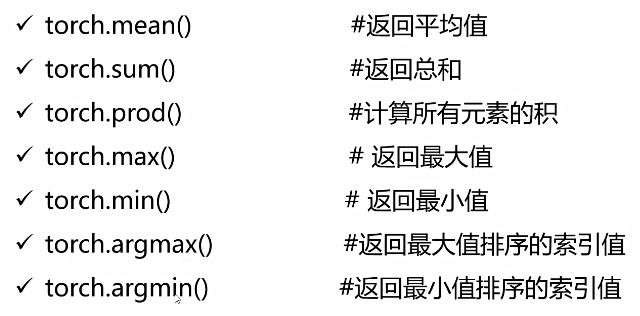 ✓ torch.mean() #返回平均值
✓ torch.sum() #返回总和
✓ torch.prod() #计算所有元素的积
✓ torch.max() # 返回最大值
✓ torch.min() # 返回最小值
✓ torch.argmax() #返回最大值排序的索引值
✓ torch.argmin() #返回最小值排序的索引值